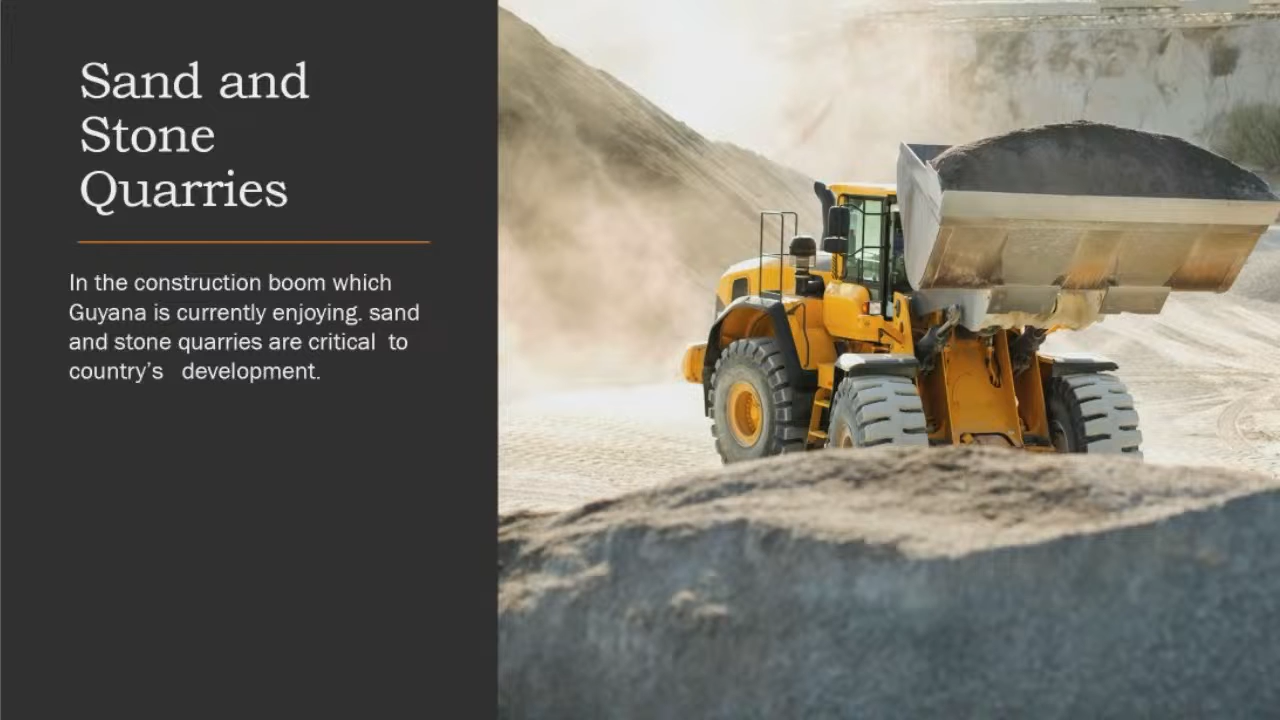 Sand and
Stone
Quarries
In the construction boom which
Guyana is currently enjoying. sand
and stone quarries are critical  to
country’s   development.